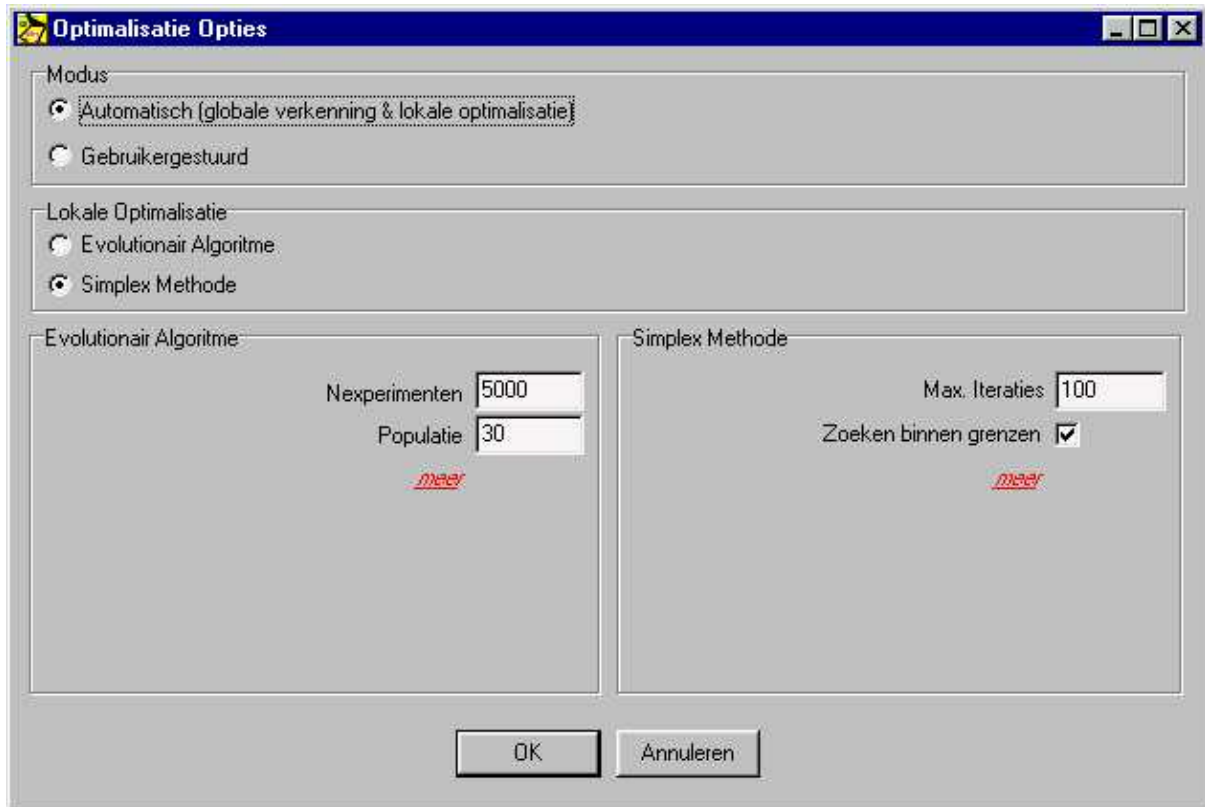 Optimalisatie Opties
Modus
Automatisch (globale verkenning & lokale optimalisatie)
Gebruikergestuurd
Lokale Optimalisatie
Evolutionair Algoritme
Simplex Methode
Evolutionair Algoritme
Nexperimenten 5000
Populatie 30
meer
Simplex Methode
Max. Iteraties 100
Zoeken binnen grenzen
meer
OK
Annuleren